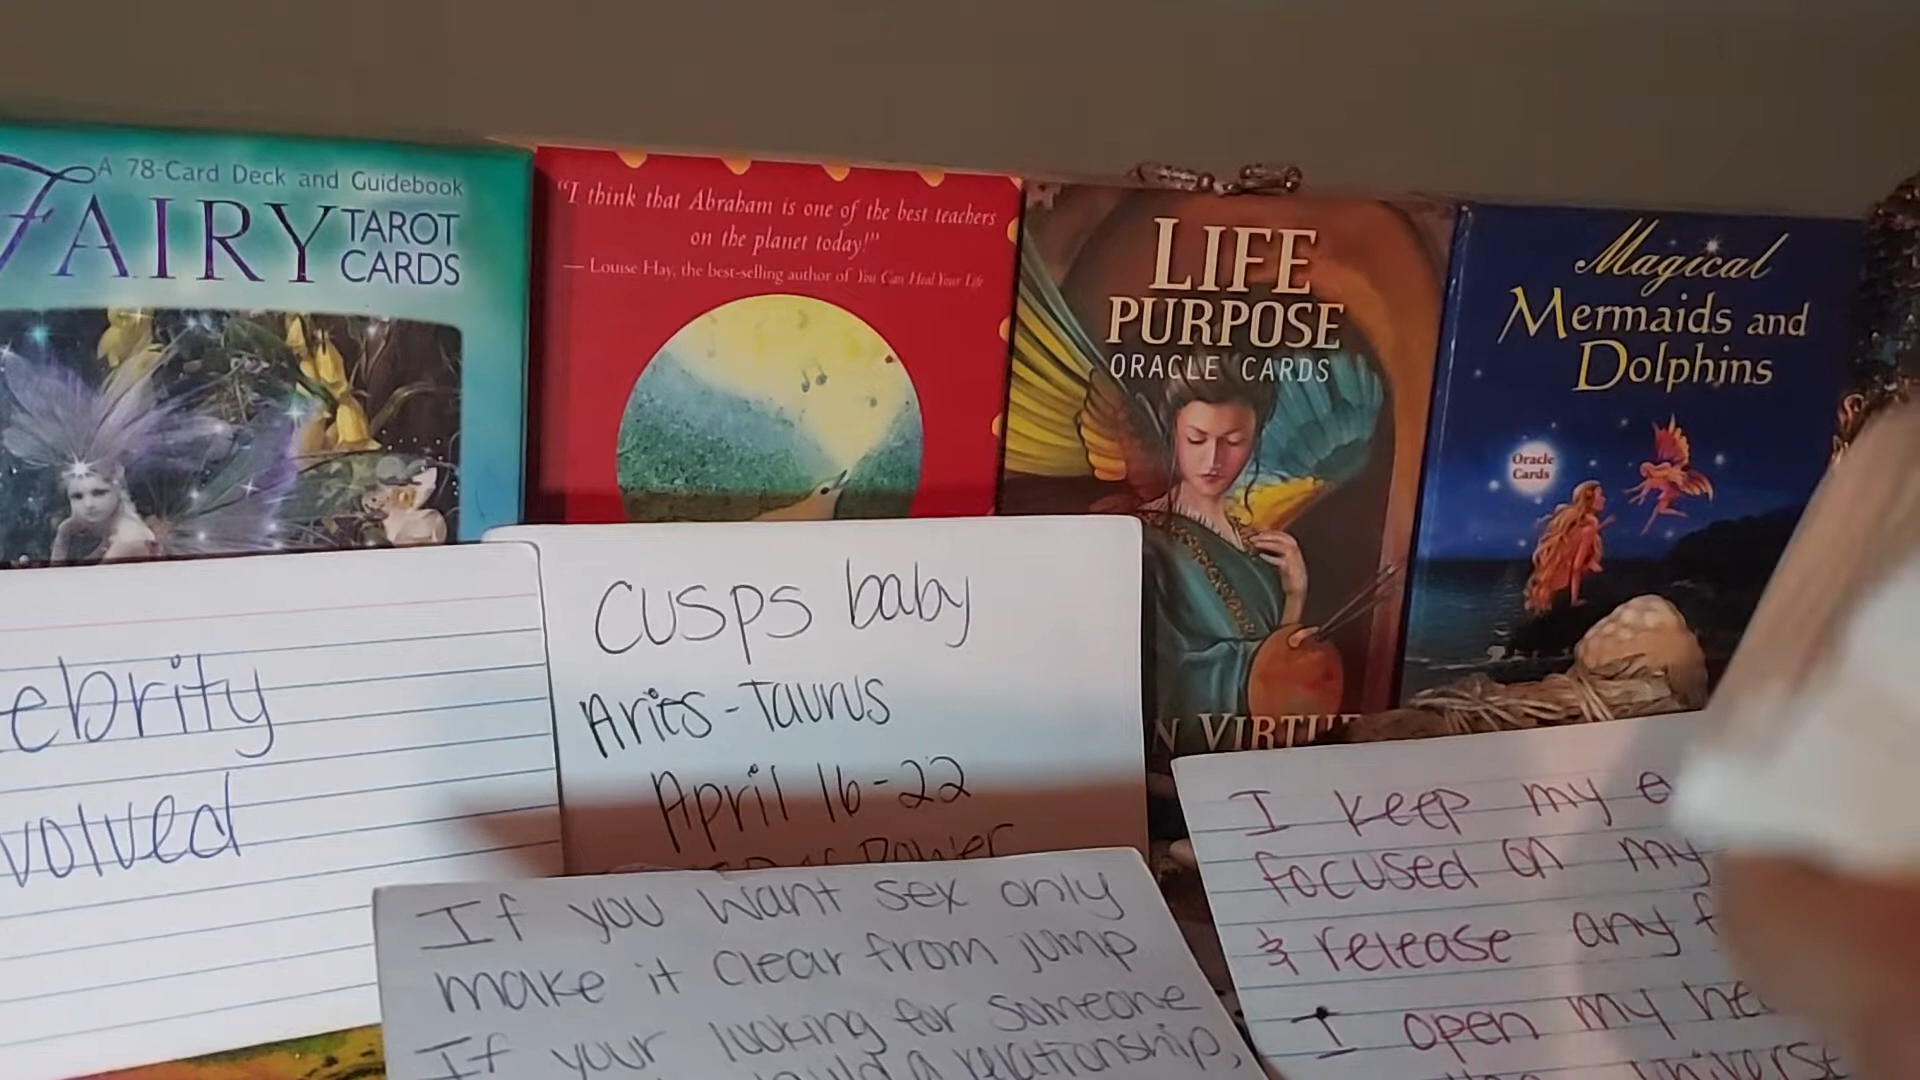 A 78-Card Deck and Guidebook
FAIRY TAROT
CARDS
"I think that Abraham is one of the best teachers
on the planet today!"
— Louise Hay, the best-selling author of You Can Heal Your Life
LIFE
PURPOSE
ORACLE CARDS
VIRTUE
Magical
Mermaids and
Dolphins
Oracle
Cards
ebrity
volved
Cusps baby
Aries-Taurus
April 16-22
Power
If you want sex only
make it clear from jump
If your looking for someone
a relationship,
I keep my
focused on my
& release any
I open my